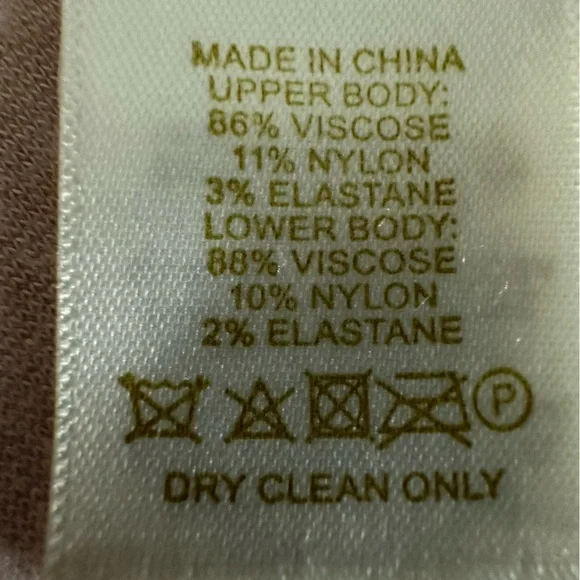 MADE IN CHINA
UPPER BODY:
86% VISCOSE
11% NYLON
3% ELASTANE
LOWER BODY:
88% VISCOSE
10% NYLON
2% ELASTANE
P
DRY CLEAN ONLY